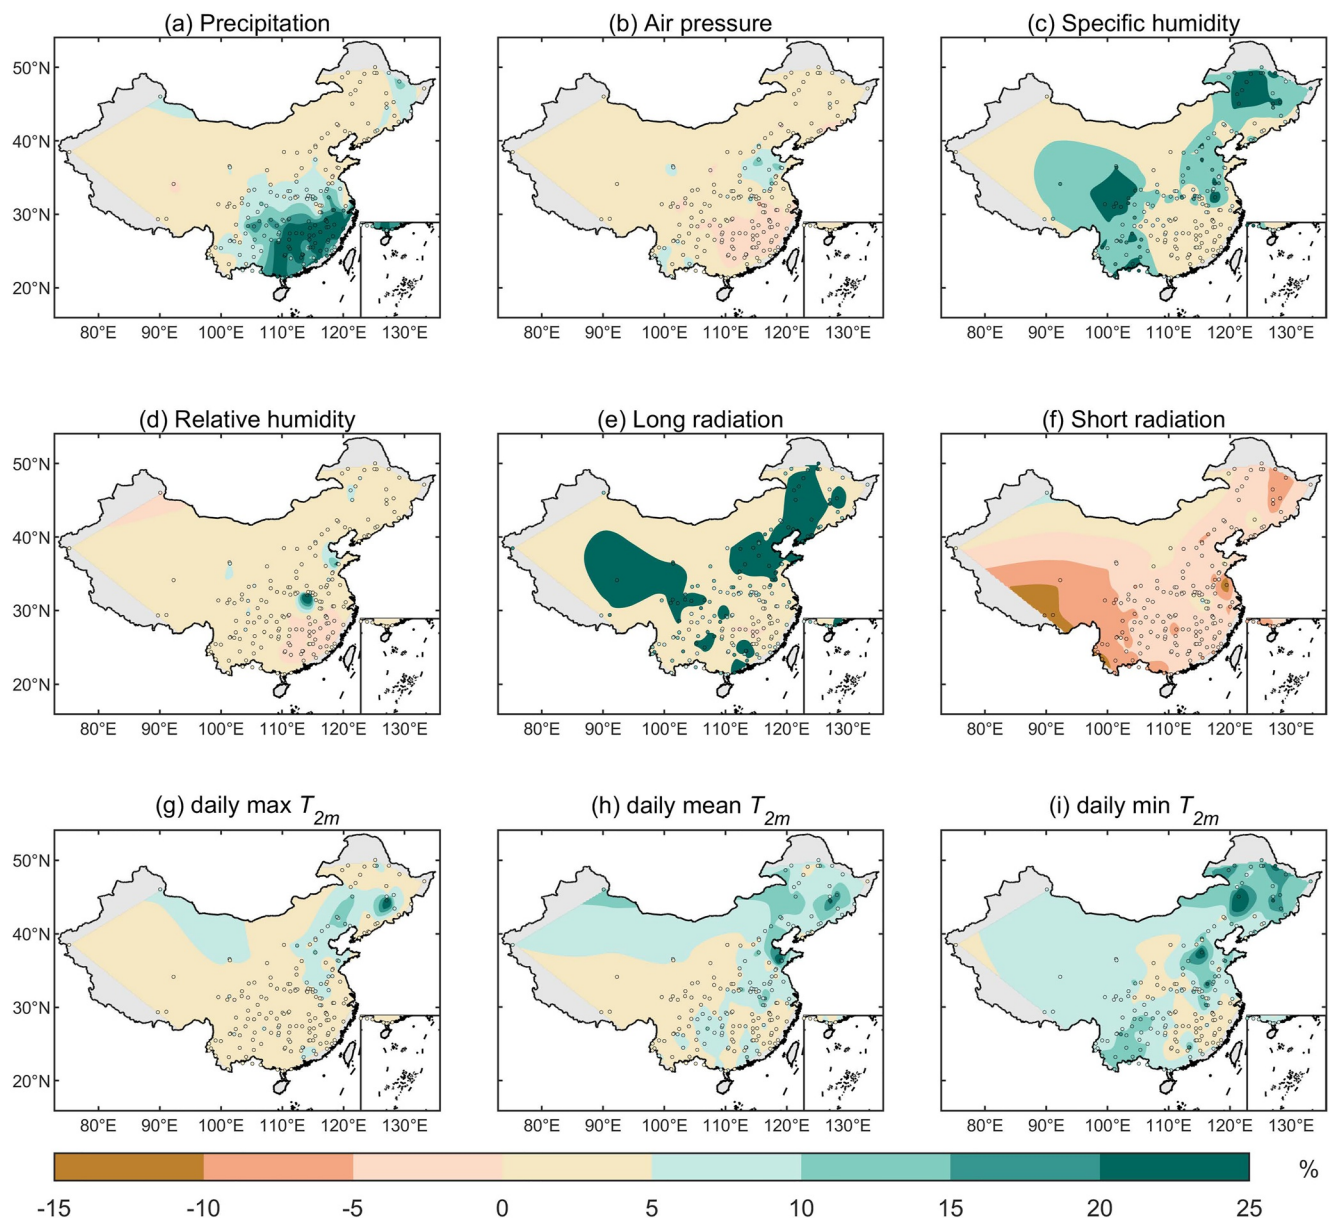 (a) Precipitation
(b) Air pressure
(c) Specific humidity
50°N
40°N
30°N
20°N
80°E 90°E 100°E 110°E 120°E 130°E
80°E 90°E 100°E 110°E 120°E 130°E
80°E 90°E 100°E 110°E 120°E 130°E
(d) Relative humidity
(e) Long radiation
(f) Short radiation
50°N
40°N
30°N
20°N
80°E 90°E 100°E 110°E 120°E 130°E
80°E 90°E 100°E 110°E 120°E 130°E
80°E 90°E 100°E 110°E 120°E 130°E
(g) daily max T2m
(h) daily mean T2m
(i) daily min T2m
50°N
40°N
30°N
20°N
80°E 90°E 100°E 110°E 120°E 130°E
80°E 90°E 100°E 110°E 120°E 130°E
80°E 90°E 100°E 110°E 120°E 130°E
%
-15 -10 -5 0 5 10 15 20 25